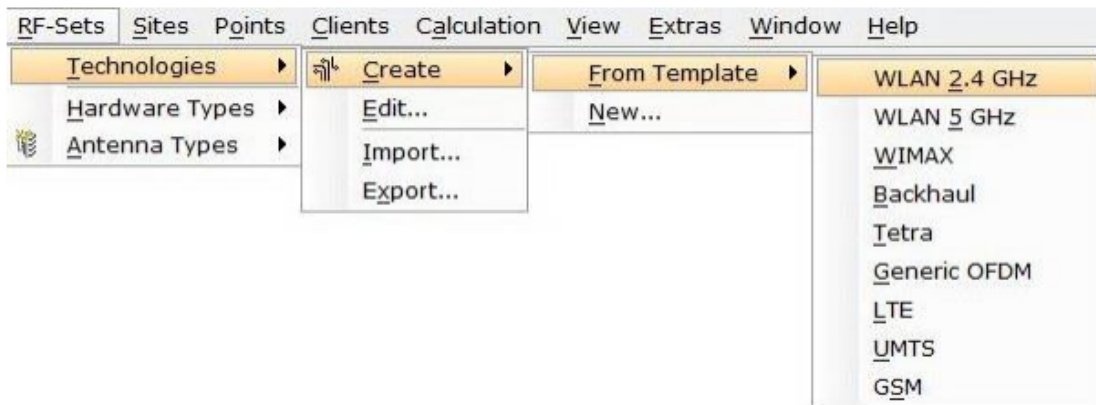 RF-Sets Sites Points Clients Calculation View Extras Window Help
Technologies
Hardware Types
Antenna Types
Create
Edit...
Import...
Export...
From Template
New...
WLAN 2.4 GHz
WLAN 5 GHz
WIMAX
Backhaul
Tetra
Generic OFDM
LTE
UMTS
GSM